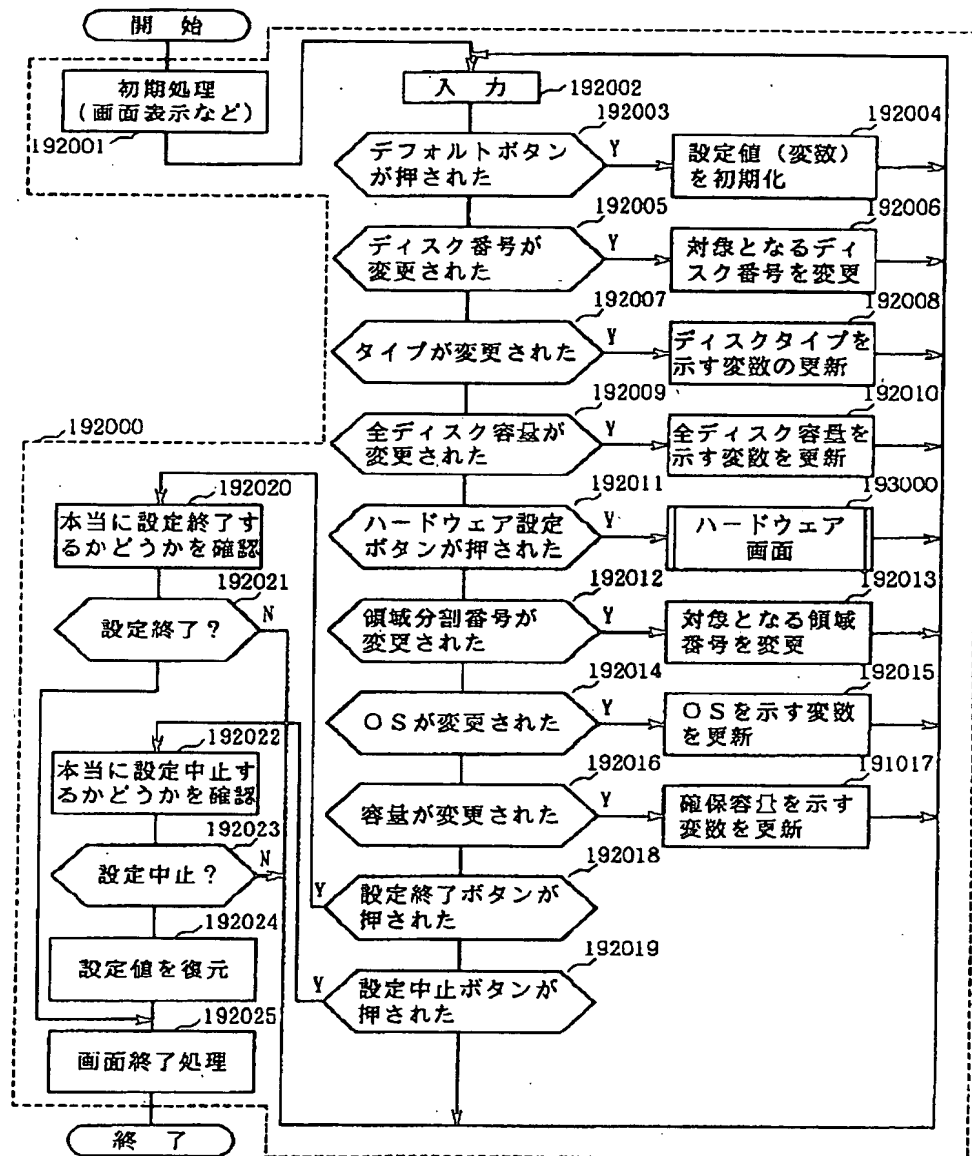 開始
初期処理
(画面表示など)
192001
入力
192002
192003
デフォルトボタン
が押された
Y
192004
設定値(変数)
を初期化
192005
ディスク番号が
変更された
Y
192006
対象となるディ
スク番号を変更
192007
タイプが変更された
Y
192008
ディスクタイプを
示す変数の更新
192009
全ディスク容量が
変更された
Y
192010
全ディスク容量を
示す変数を更新
192011
ハードウェア設定
ボタンが押された
Y
193000
ハードウェア
画面
192012
領域分割番号が
変更された
Y
192013
対象となる領域
番号を変更
192014
OSが変更された
Y
192015
OSを示す変数
を更新
192016
容量が変更された
Y
191017
確保容量を示す
変数を更新
192018
設定終了ボタンが
押された
Y
192019
設定中止ボタンが
押された
Y
192000
192020
本当に設定終了す
るかどうかを確認
192021
設定終了?
N
192022
本当に設定中止す
るかどうかを確認
192023
設定中止?
N
192024
設定値を復元
192025
画面終了処理
終了